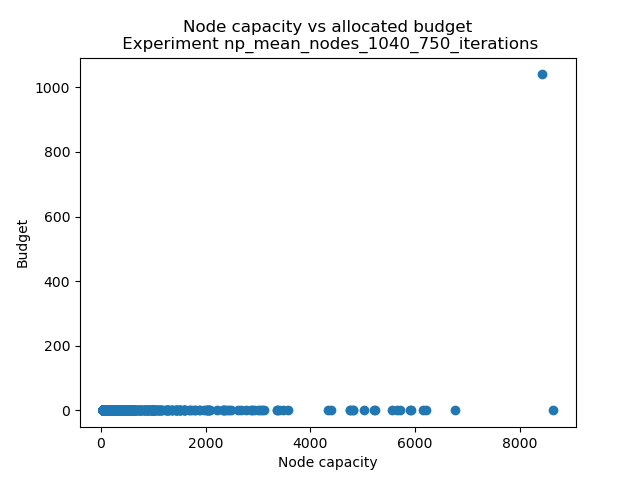 Node capacity vs allocated budget
Experiment np_mean_nodes_1040_750_iterations
1000
800
600
400
200
0
Budget
0 2000 4000 6000 8000
Node capacity